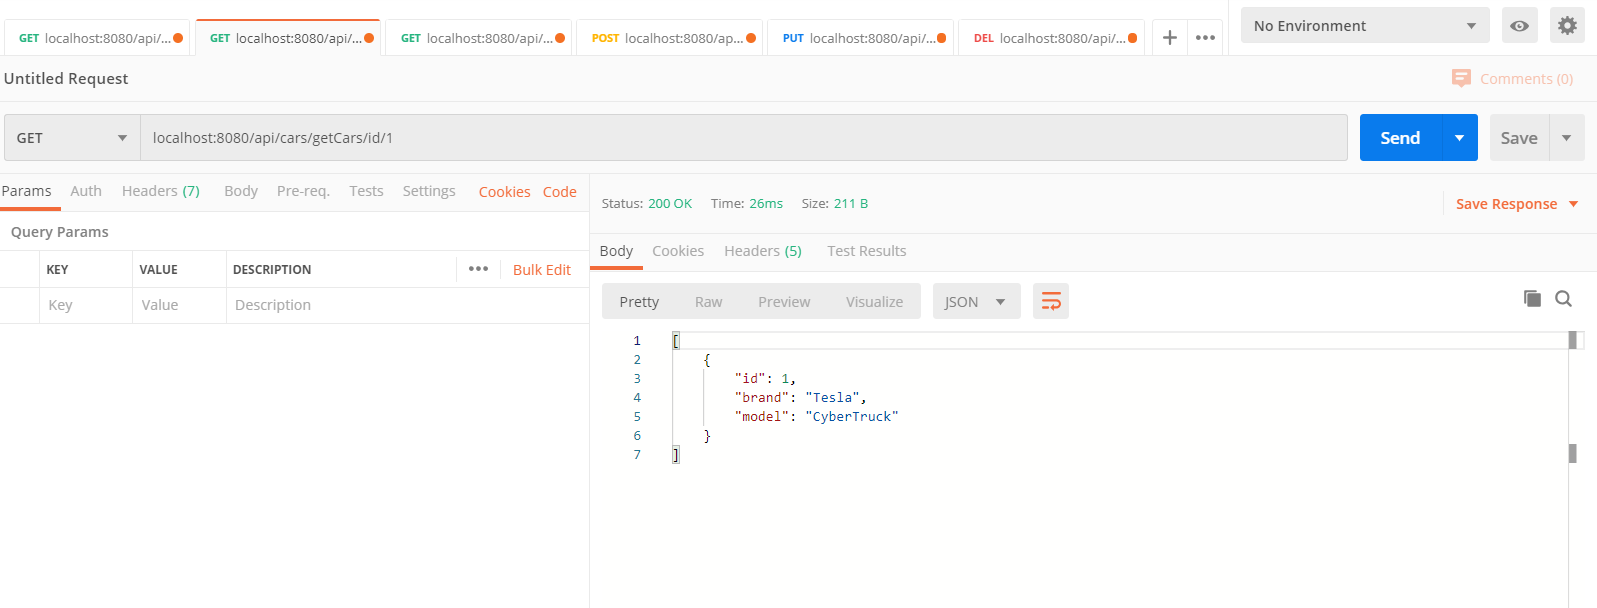 GET localhost:8080/api/... GET localhost:8080/api/... GET localhost:8080/api/... POST localhost:8080/ap... PUT localhost:8080/api/... DEL localhost:8080/api/... + ••• No Environment
Untitled Request Comments (0)
GET localhost:8080/api/cars/getCars/id/1 Send Save
Params Auth Headers (7) Body Pre-req. Tests Settings Cookies Code
Query Params
KEY VALUE DESCRIPTION ••• Bulk Edit
Key Value Description
Status: 200 OK Time: 26ms Size: 211 B Save Response
Body Cookies Headers (5) Test Results
Pretty Raw Preview Visualize JSON
1 [
2 {
3 "id": 1,
4 "brand": "Tesla",
5 "model": "CyberTruck"
6 }
7 ]